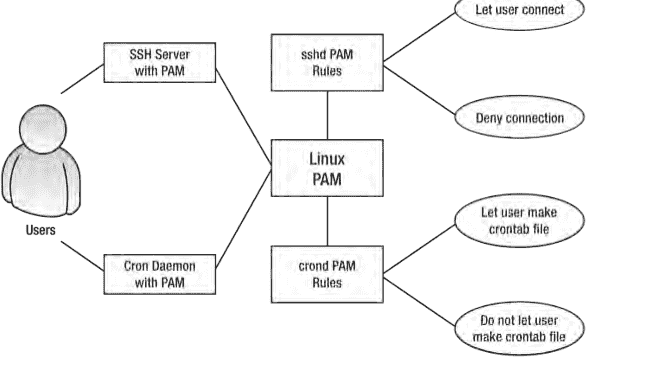 Let user connect
SSH Server
with PAM
sshd PAM
Rules
Deny connection
Linux
PAM
Users
Let user make
crontab file
Cron Daemon
with PAM
crond PAM
Rules
Do not let user
make crontab file